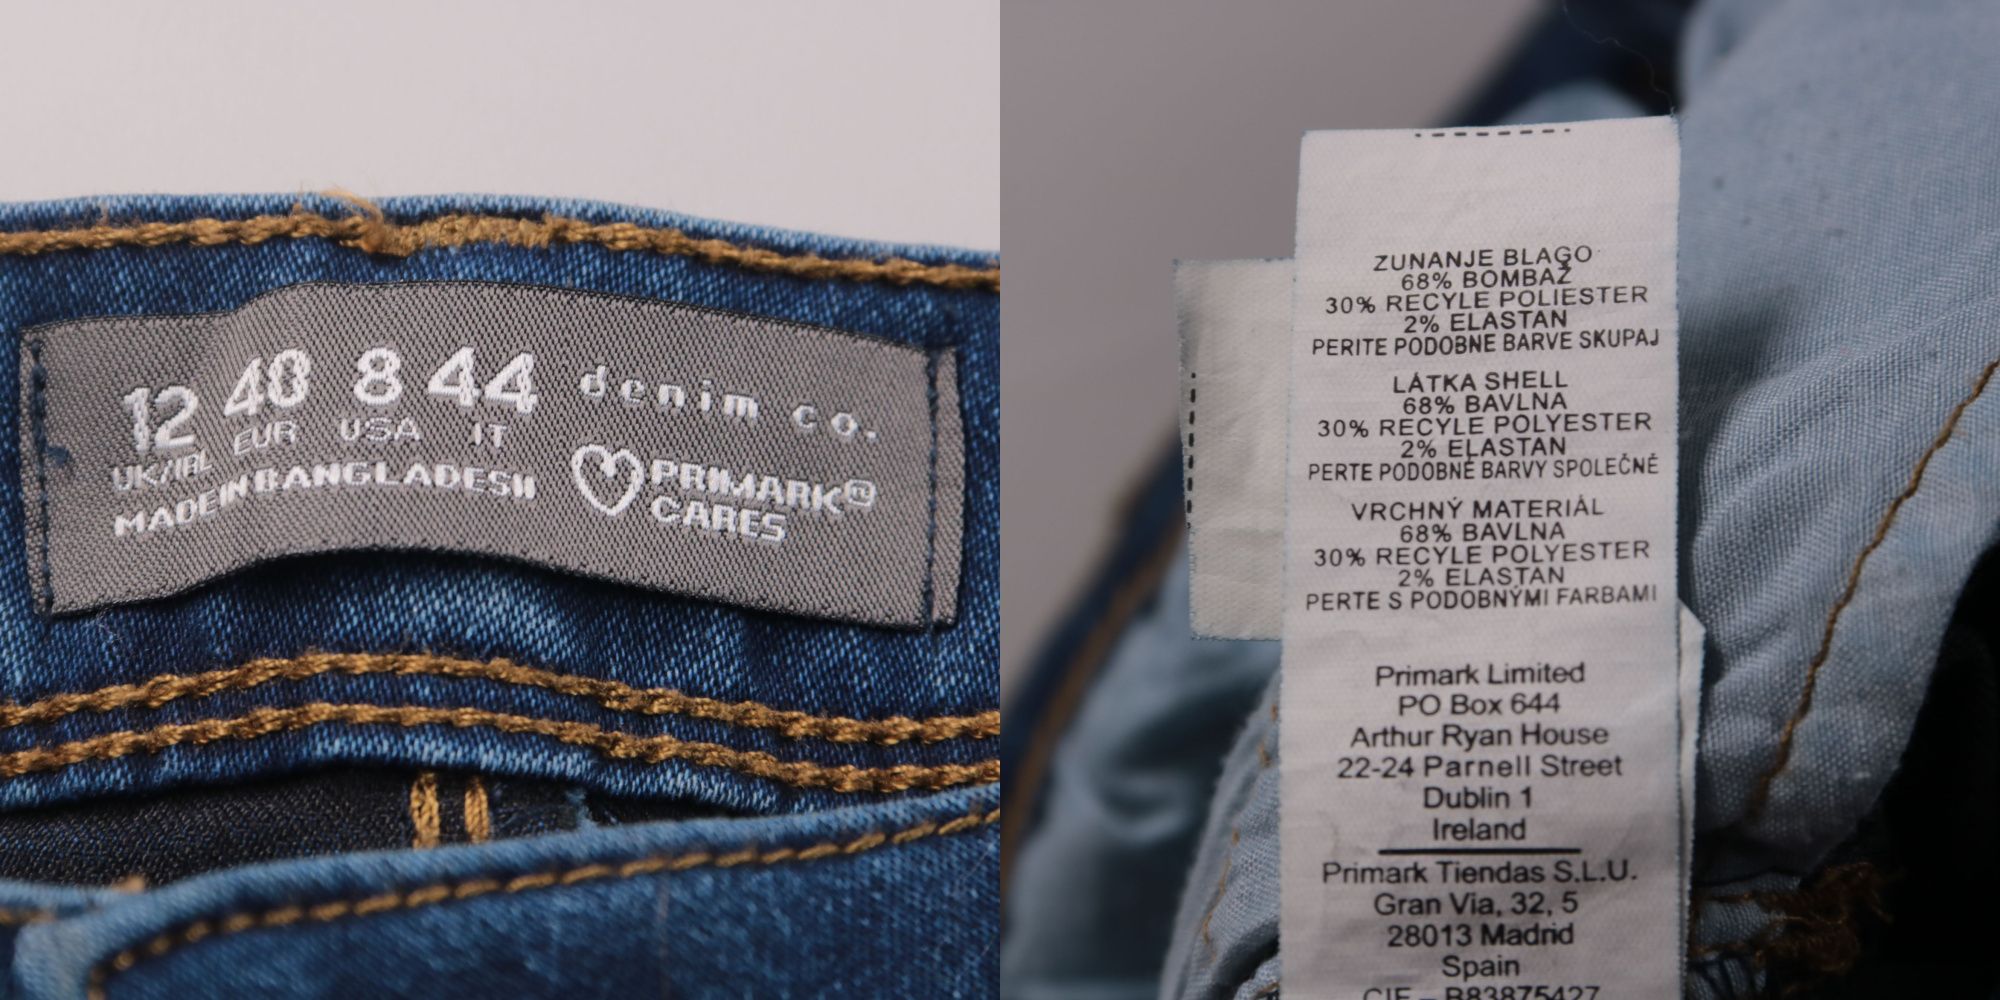 12 40 8 44 denim co.
UK/IRL EUR USA IT
MADE IN BANGLADESH
PRIMARK™
CARES
ZUNANJE BLAGO
68% BOMBAŽ
30% RECYLE POLIESTER
2% ELASTAN
PERITE PODOBNE BARVE SKUPAJ
LÁTKA SHELL
68% BAVLNA
30% RECYLE POLYESTER
2% ELASTAN
PERTE PODOBNÉ BARVY SPOLEČNĚ
VRCHNÝ MATERIÁL
68% BAVLNA
30% RECYLE POLYESTER
2% ELASTAN
PERTE S PODOBNÝMI FARBAMI
Primark Limited
PO Box 644
Arthur Ryan House
22-24 Parnell Street
Dublin 1
Ireland
Primark Tiendas S.L.U.
Gran Via, 32, 5
28013 Madrid
Spain
CIF – B83875427